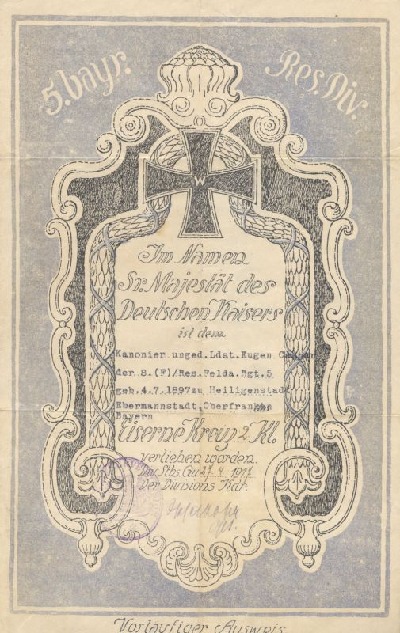 5. bayr. Res. Div.
W
Im Namen
Sr. Majestät des
Deutschen Kaisers
ist dem
Kanonier unged. Ldst. Eugen
der 8. (F)/Res. Felda. Rgt. 5
geb. 4.7.1897 zu Heiligenstadt
Ebermannstadt Oberfranken
Bayern
Eiserne Kreuz 2. Kl.
verliehen worden.
Der Divisions Kdr.
Vorläufiger Ausweis